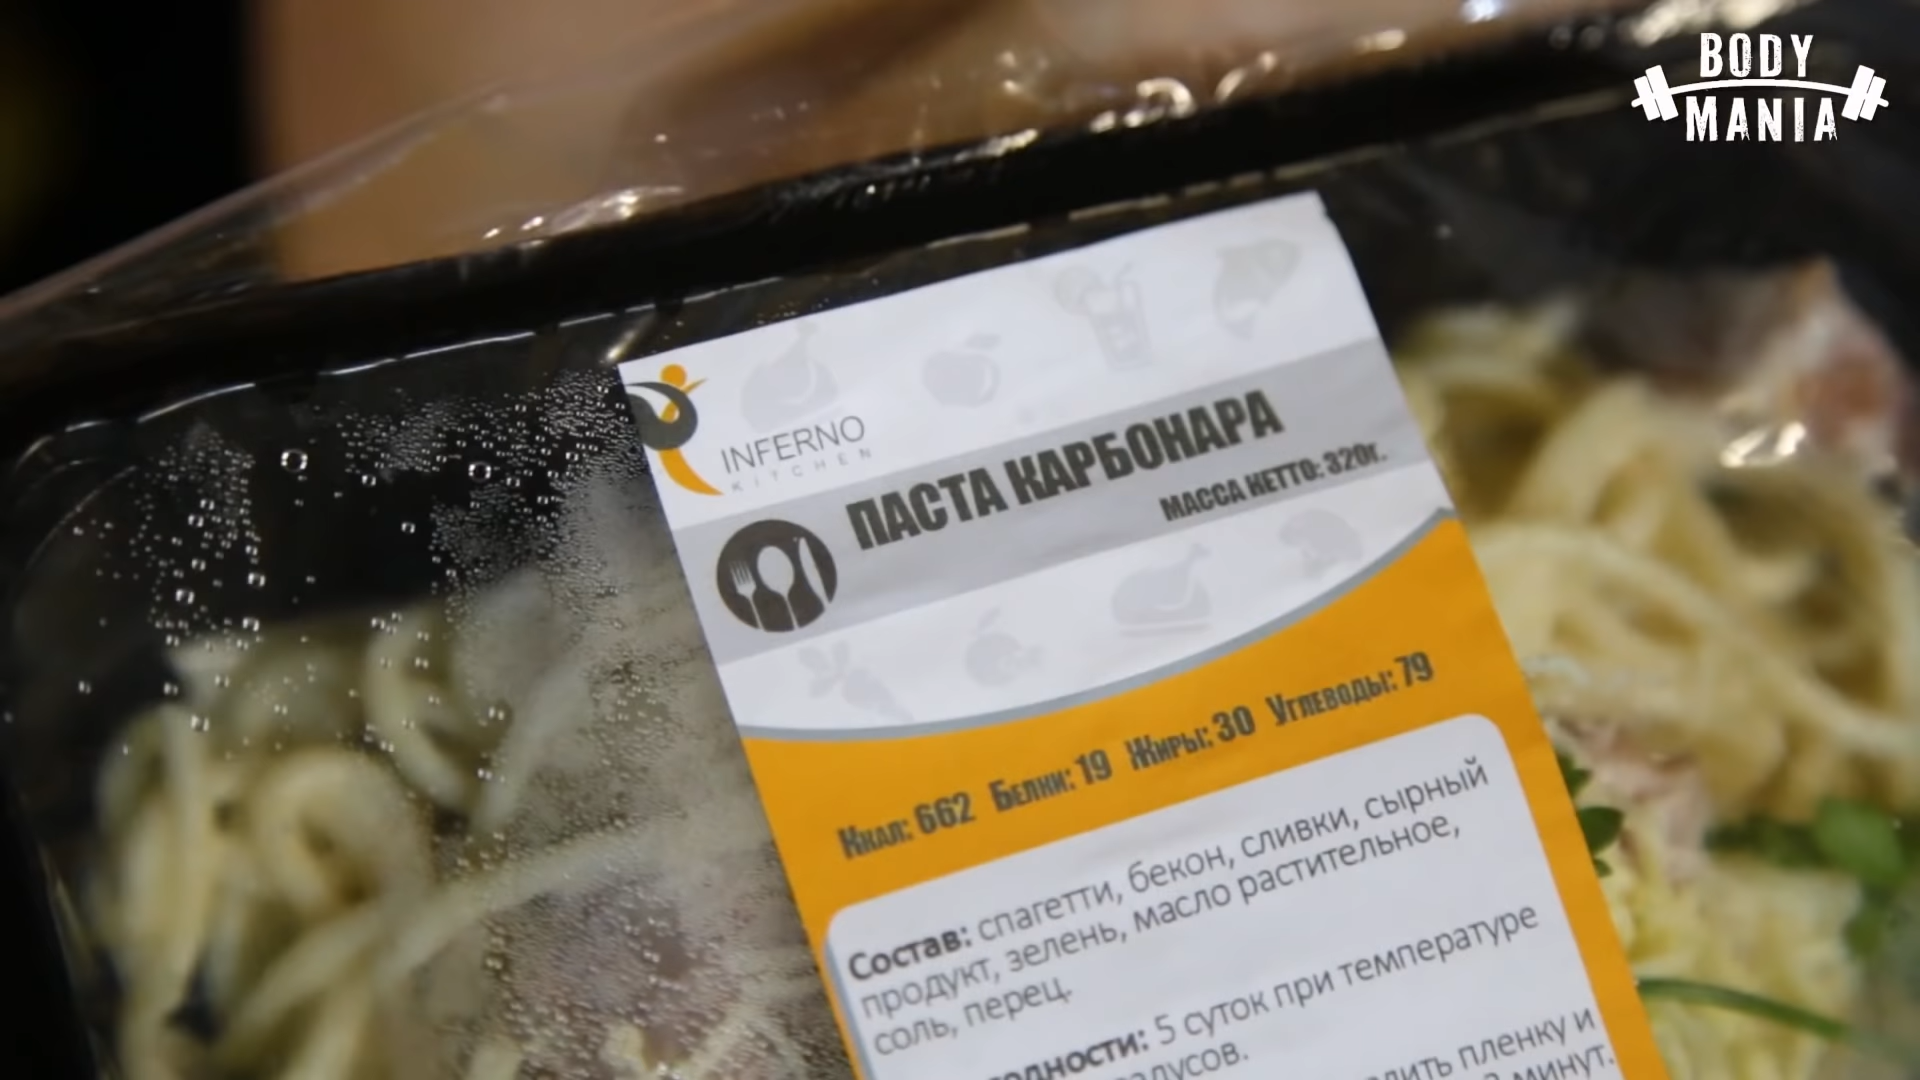 BODY
MANIA
INFERNO
KITCHEN
ПАСТА КАРБОНАРА
МАССА НЕТТО: 320г.
Ккал: 662 Белки: 19 Жиры: 30 Углеводы: 79
Состав: спагетти, бекон, сливки, сырный
продукт, зелень, масло растительное,
соль, перец.
5 суток при температуре
пленку и
минут.